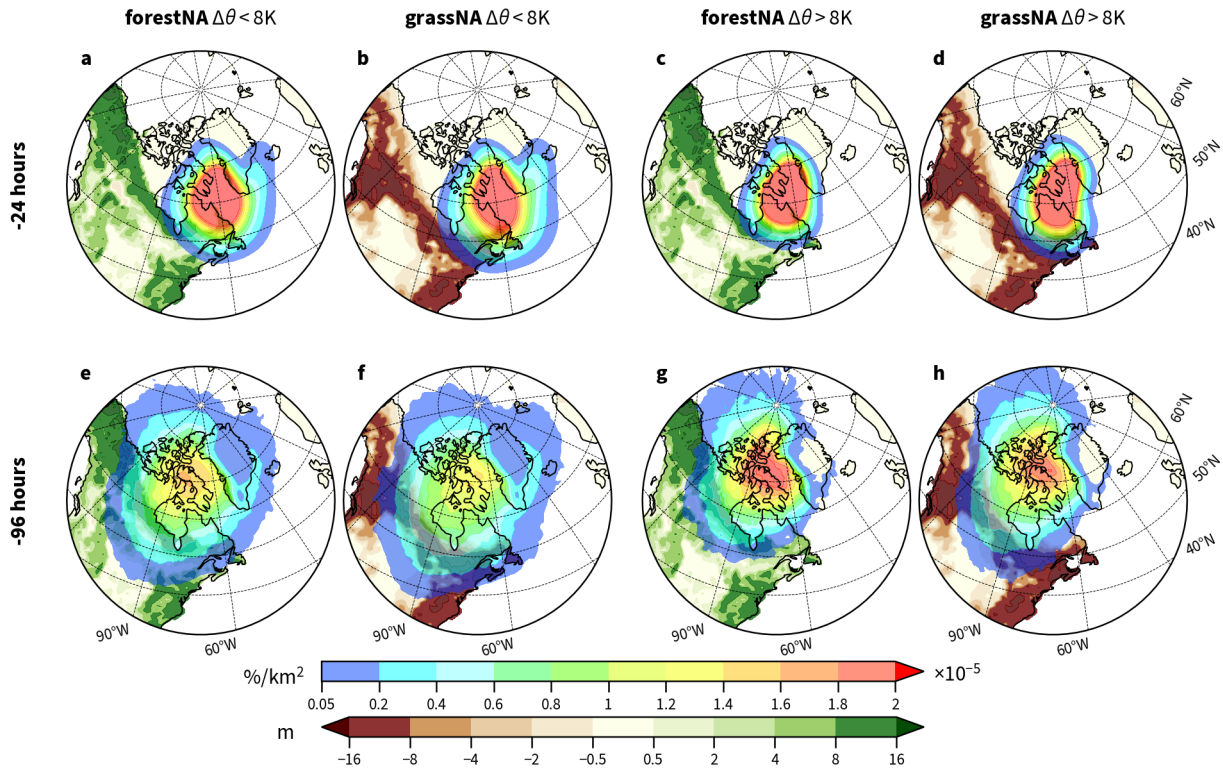 forestNA Δθ < 8K
grassNA Δθ < 8K
forestNA Δθ > 8K
grassNA Δθ > 8K
a
b
c
d
-24 hours
60°N
50°N
40°N
e
f
g
h
-96 hours
60°N
50°N
40°N
90°W
60°W
90°W
60°W
90°W
60°W
90°W
60°W
%/km²
×10⁻⁵
0.05 0.2 0.4 0.6 0.8 1 1.2 1.4 1.6 1.8 2
m
−16 −8 −4 −2 −0.5 0.5 2 4 8 16